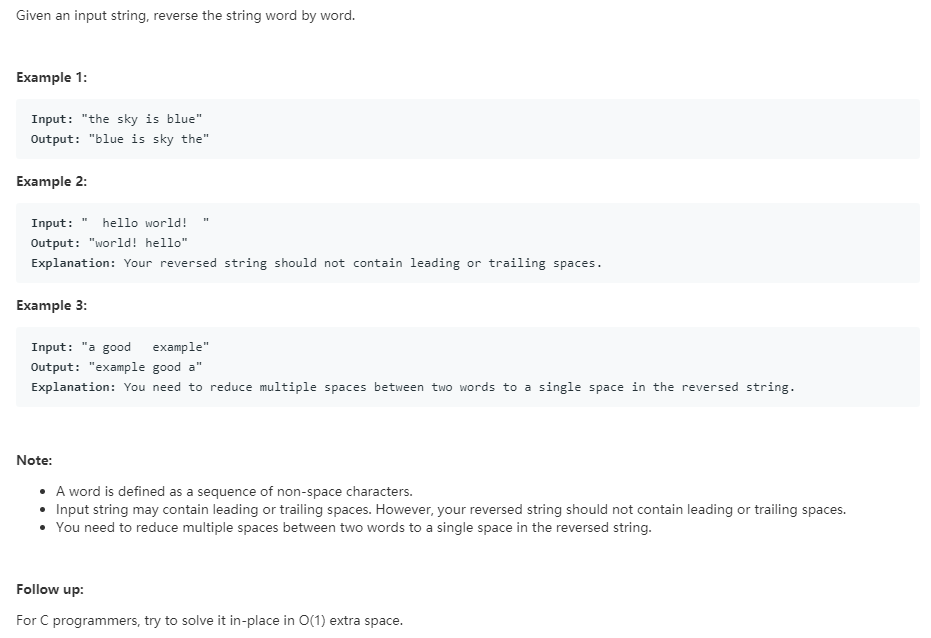 Given an input string, reverse the string word by word.
Example 1:
Input: "the sky is blue"
Output: "blue is sky the"
Example 2:
Input: "  hello world!  "
Output: "world! hello"
Explanation: Your reversed string should not contain leading or trailing spaces.
Example 3:
Input: "a good   example"
Output: "example good a"
Explanation: You need to reduce multiple spaces between two words to a single space in the reversed string.
Note:
• A word is defined as a sequence of non-space characters.
• Input string may contain leading or trailing spaces. However, your reversed string should not contain leading or trailing spaces.
• You need to reduce multiple spaces between two words to a single space in the reversed string.
Follow up:
For C programmers, try to solve it in-place in O(1) extra space.